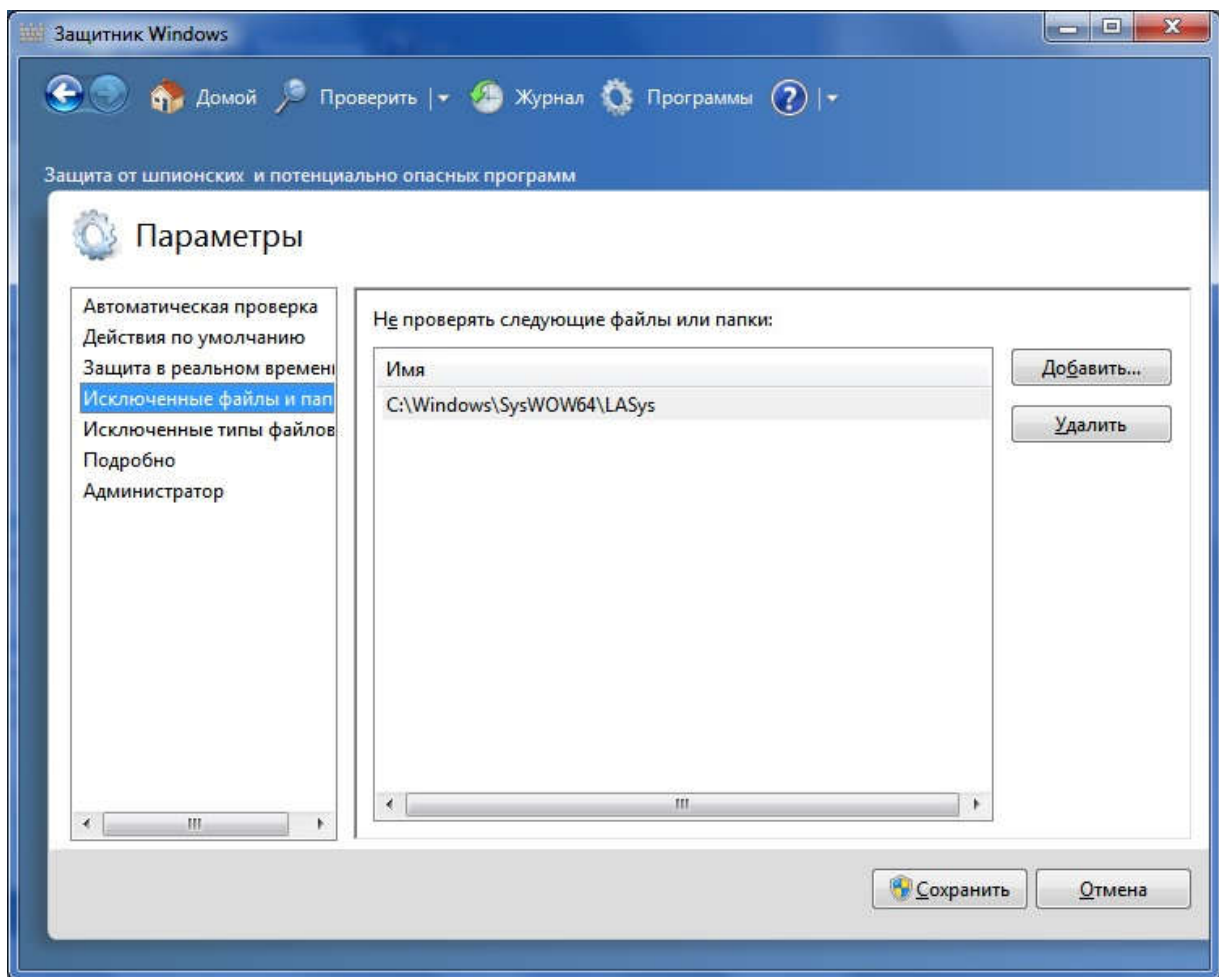 Защитник Windows
Домой Проверить Журнал Программы
Защита от шпионских и потенциально опасных программ
Параметры
Автоматическая проверка
Действия по умолчанию
Защита в реальном времени
Исключенные файлы и пап
Исключенные типы файлов
Подробно
Администратор
Не проверять следующие файлы или папки:
Имя
C:\Windows\SysWOW64\LASys
Добавить...
Удалить
Сохранить
Отмена